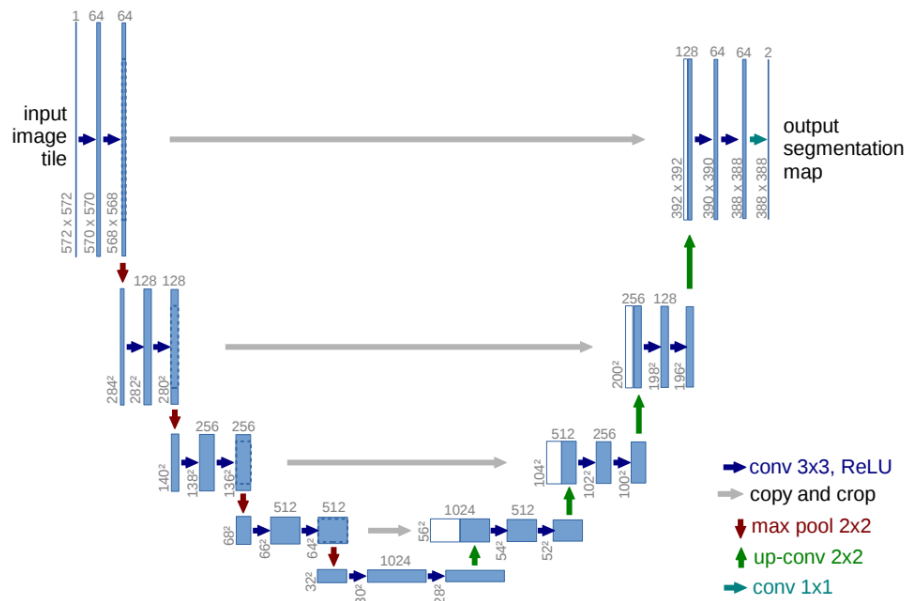 1 64 64
128 64 64 2
input
image
tile
output
segmentation
map
572 x 572
570 x 570
568 x 568
392 x 392
390 x 390
388 x 388
388 x 388
128 128
256 128
284²
282²
280²
200²
198²
196²
256 256
512 256
140²
138²
136²
104²
102²
100²
512 512
1024 512
68²
66²
64²
56²
54²
52²
1024
32²
30²
28²
conv 3x3, ReLU
copy and crop
max pool 2x2
up-conv 2x2
conv 1x1